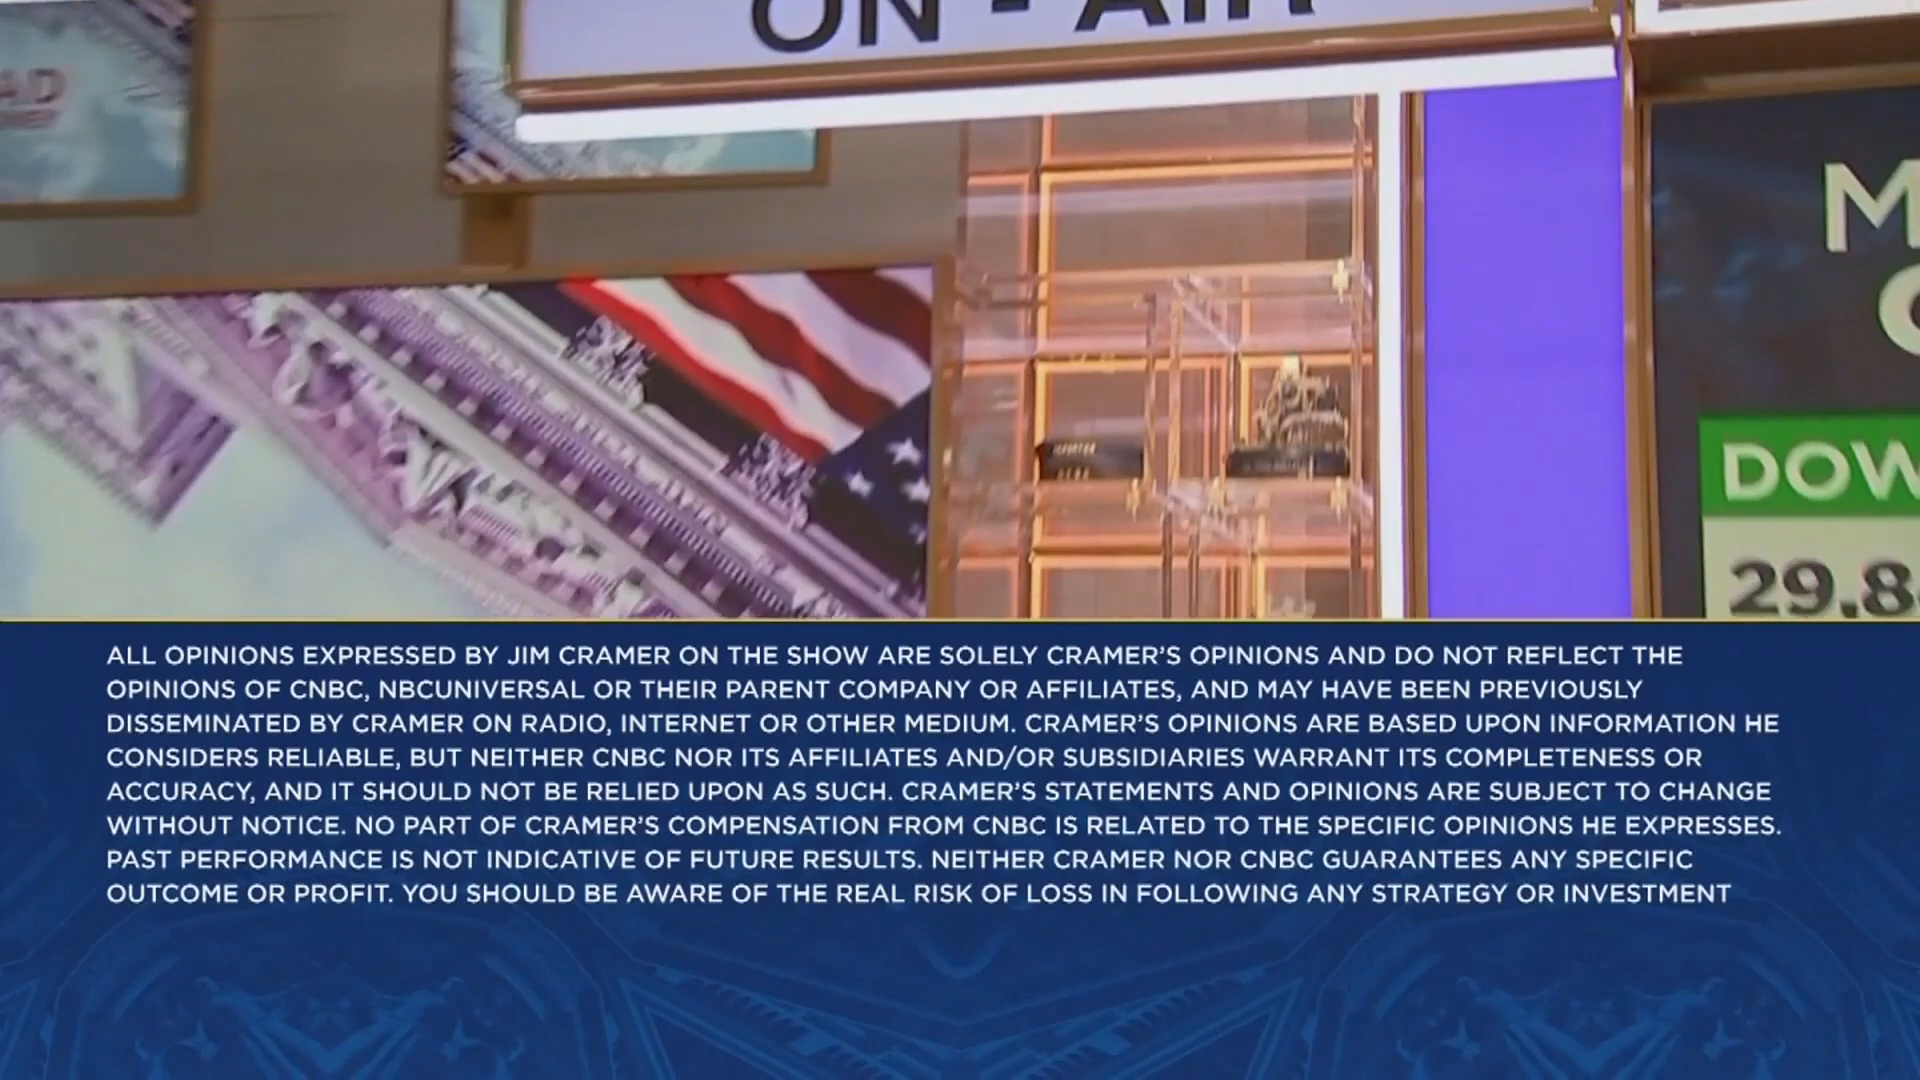 ON - AIR
DOW
29,8
ALL OPINIONS EXPRESSED BY JIM CRAMER ON THE SHOW ARE SOLELY CRAMER'S OPINIONS AND DO NOT REFLECT THE
OPINIONS OF CNBC, NBCUNIVERSAL OR THEIR PARENT COMPANY OR AFFILIATES, AND MAY HAVE BEEN PREVIOUSLY
DISSEMINATED BY CRAMER ON RADIO, INTERNET OR OTHER MEDIUM. CRAMER'S OPINIONS ARE BASED UPON INFORMATION HE
CONSIDERS RELIABLE, BUT NEITHER CNBC NOR ITS AFFILIATES AND/OR SUBSIDIARIES WARRANT ITS COMPLETENESS OR
ACCURACY, AND IT SHOULD NOT BE RELIED UPON AS SUCH. CRAMER'S STATEMENTS AND OPINIONS ARE SUBJECT TO CHANGE
WITHOUT NOTICE. NO PART OF CRAMER'S COMPENSATION FROM CNBC IS RELATED TO THE SPECIFIC OPINIONS HE EXPRESSES.
PAST PERFORMANCE IS NOT INDICATIVE OF FUTURE RESULTS. NEITHER CRAMER NOR CNBC GUARANTEES ANY SPECIFIC
OUTCOME OR PROFIT. YOU SHOULD BE AWARE OF THE REAL RISK OF LOSS IN FOLLOWING ANY STRATEGY OR INVESTMENT